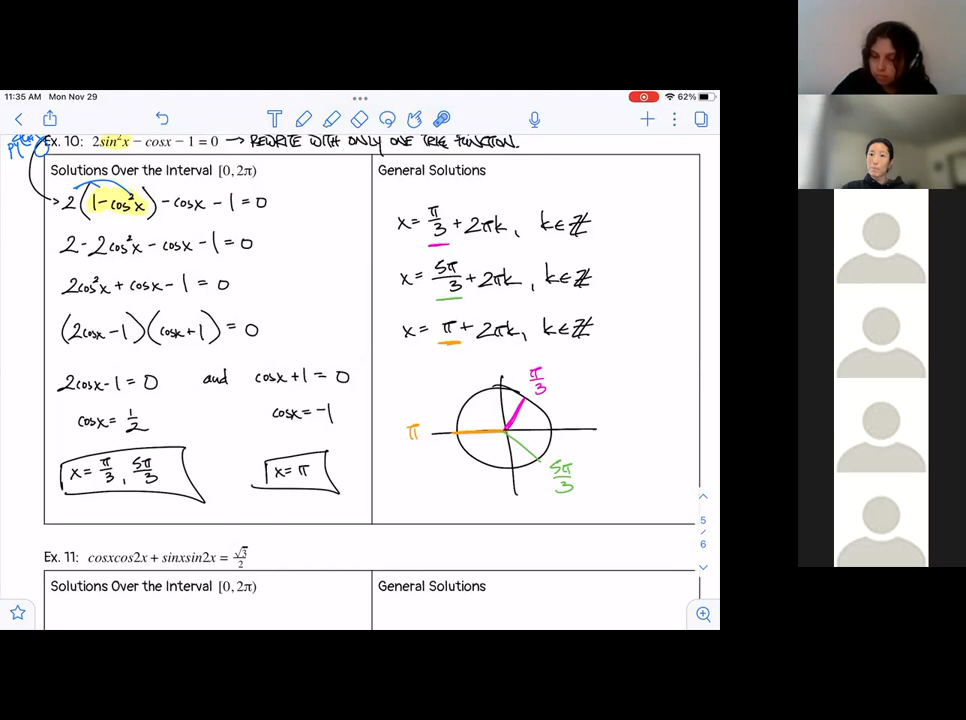 11:35 AM Mon Nov 29
62%
Ex. 10: 2sin²x − cosx − 1 = 0 → REWRITE WITH ONLY ONE TRIG FUNCTION.
Solutions Over the Interval [0, 2π)
2(1 − cos²x) − cosx − 1 = 0
2 − 2cos²x − cosx − 1 = 0
2cos²x + cosx − 1 = 0
(2cosx − 1)(cosx + 1) = 0
2cosx − 1 = 0 and cosx + 1 = 0
cosx = 1/2 cosx = −1
x = π/3, 5π/3 x = π
General Solutions
x = π/3 + 2πk, k∈ℤ
x = 5π/3 + 2πk, k∈ℤ
x = π + 2πk, k∈ℤ
π/3
π
5π/3
5
/
6
Ex. 11: cosxcos2x + sinxsin2x = √3/2
Solutions Over the Interval [0, 2π)
General Solutions